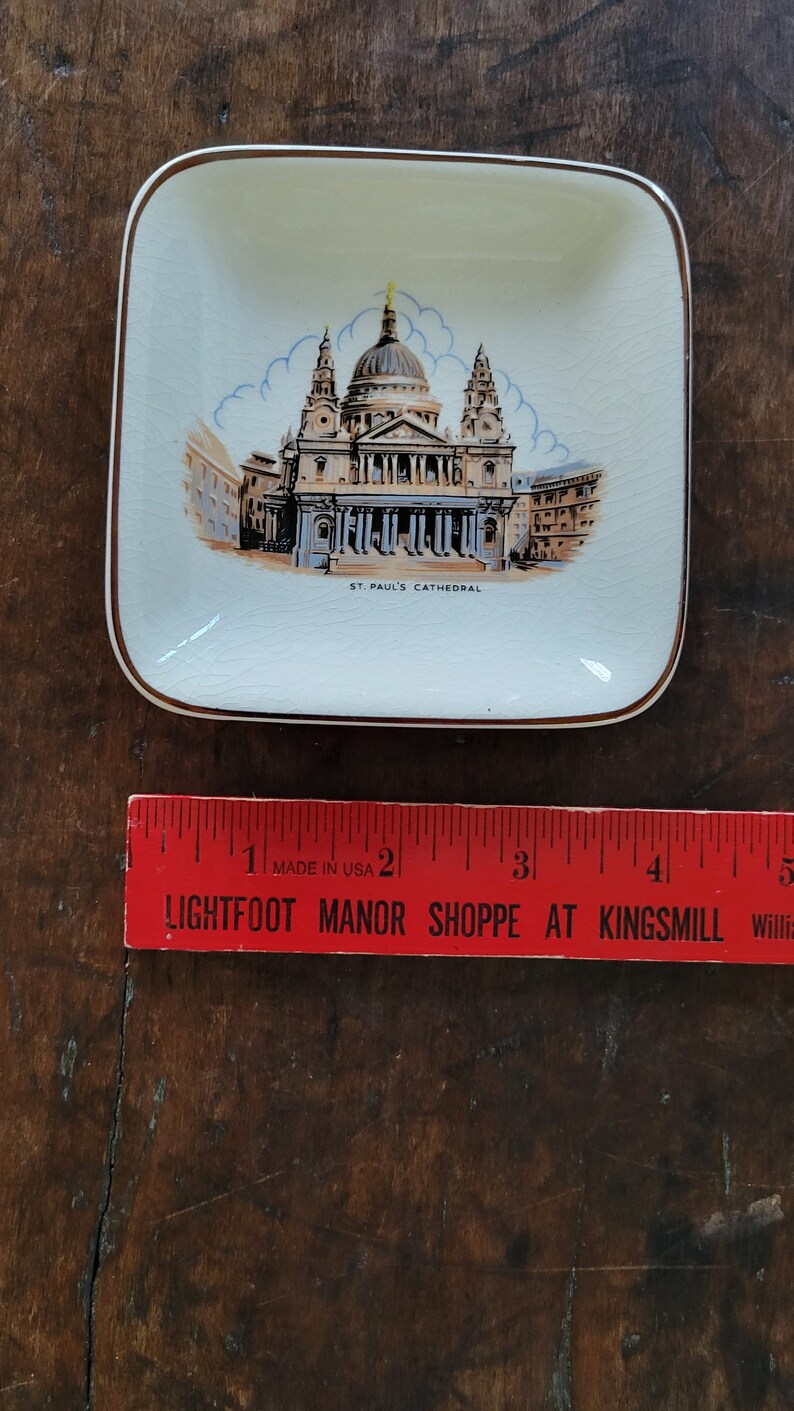 ST. PAUL'S CATHEDRAL
1 MADE IN USA 2 3 4 5
LIGHTFOOT MANOR SHOPPE AT KINGSMILL